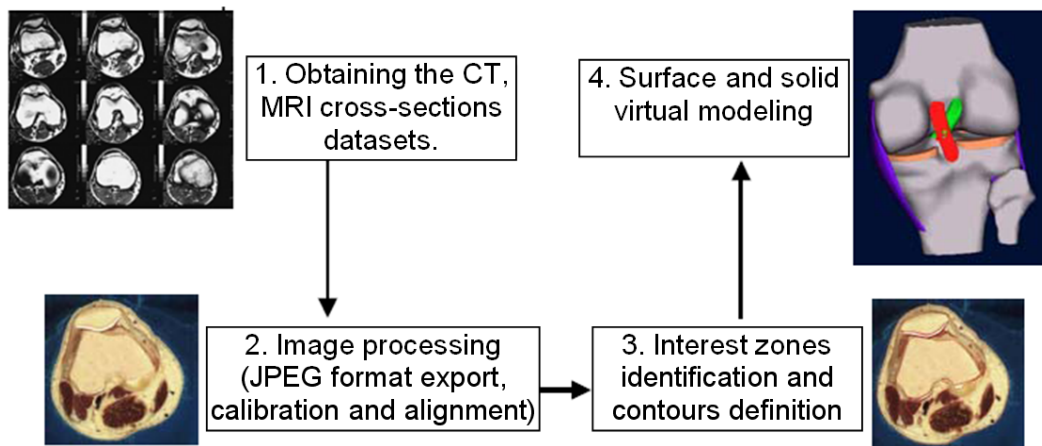 1. Obtaining the CT,
MRI cross-sections
datasets.
2. Image processing
(JPEG format export,
calibration and alignment)
3. Interest zones
identification and
contours definition
4. Surface and solid
virtual modeling